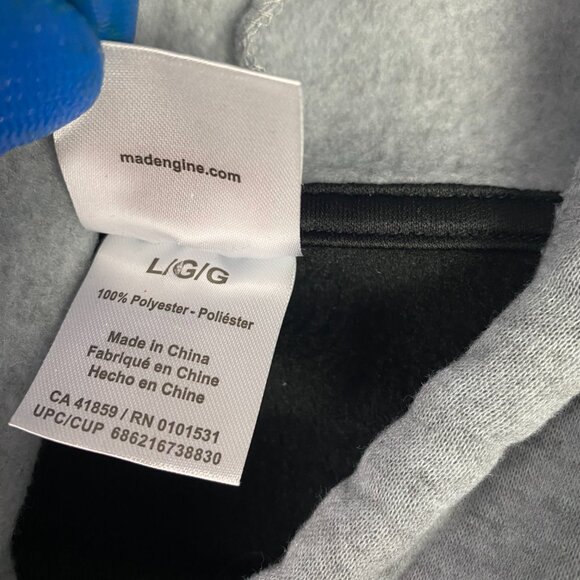 madengine.com
L/G/G
100% Polyester - Poliéster
Made in China
Fabriqué en Chine
Hecho en Chine
CA 41859 / RN 0101531
UPC/CUP 686216738830